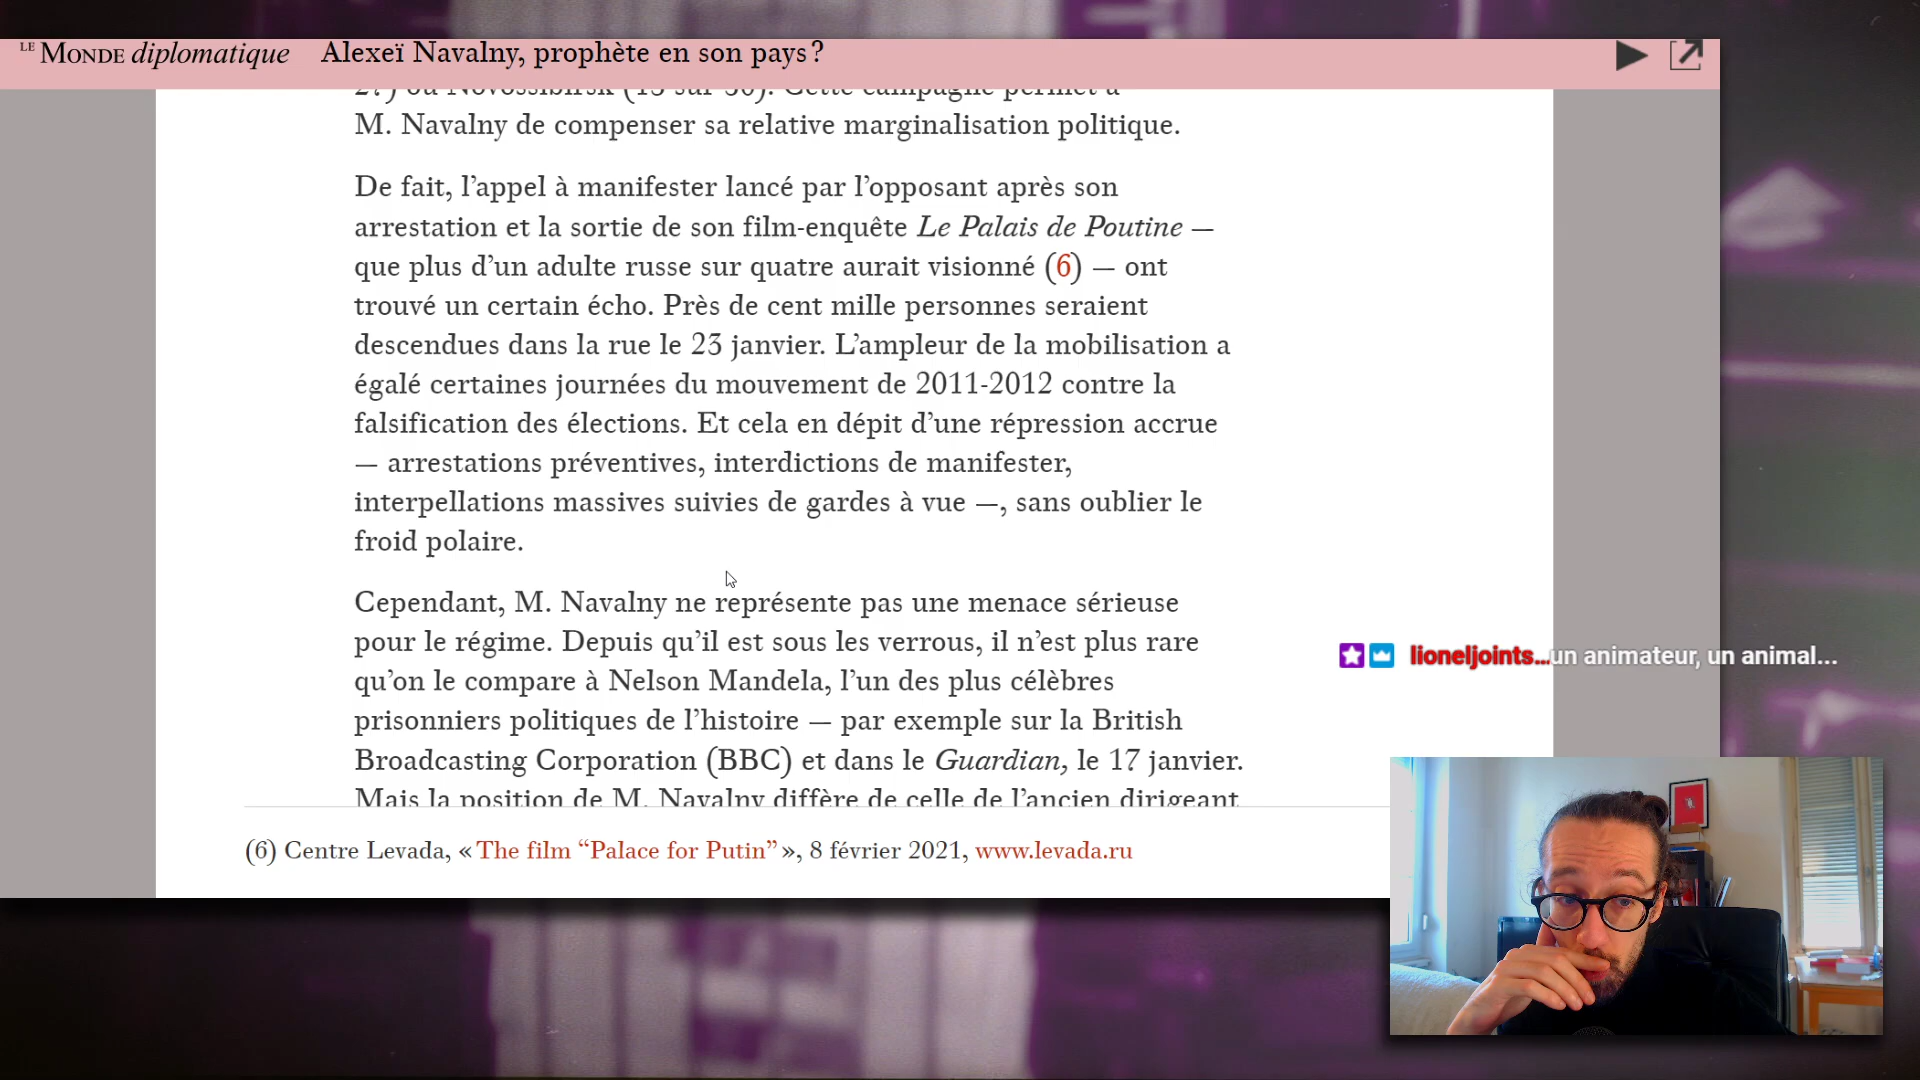 LE MONDE diplomatique Alexeï Navalny, prophète en son pays ?
2?) ou Novossibirsk (13 sur 50). Cette campagne permet à
M. Navalny de compenser sa relative marginalisation politique.
De fait, l’appel à manifester lancé par l’opposant après son
arrestation et la sortie de son film-enquête Le Palais de Poutine —
que plus d’un adulte russe sur quatre aurait visionné (6) — ont
trouvé un certain écho. Près de cent mille personnes seraient
descendues dans la rue le 23 janvier. L’ampleur de la mobilisation a
égalé certaines journées du mouvement de 2011-2012 contre la
falsification des élections. Et cela en dépit d’une répression accrue
— arrestations préventives, interdictions de manifester,
interpellations massives suivies de gardes à vue —, sans oublier le
froid polaire.
Cependant, M. Navalny ne représente pas une menace sérieuse
pour le régime. Depuis qu’il est sous les verrous, il n’est plus rare
qu’on le compare à Nelson Mandela, l’un des plus célèbres
prisonniers politiques de l’histoire — par exemple sur la British
Broadcasting Corporation (BBC) et dans le Guardian, le 17 janvier.
Mais la position de M. Navalny diffère de celle de l’ancien dirigeant
(6) Centre Levada, « The film “Palace for Putin” », 8 février 2021, www.levada.ru
lioneljoints... un animateur, un animal...